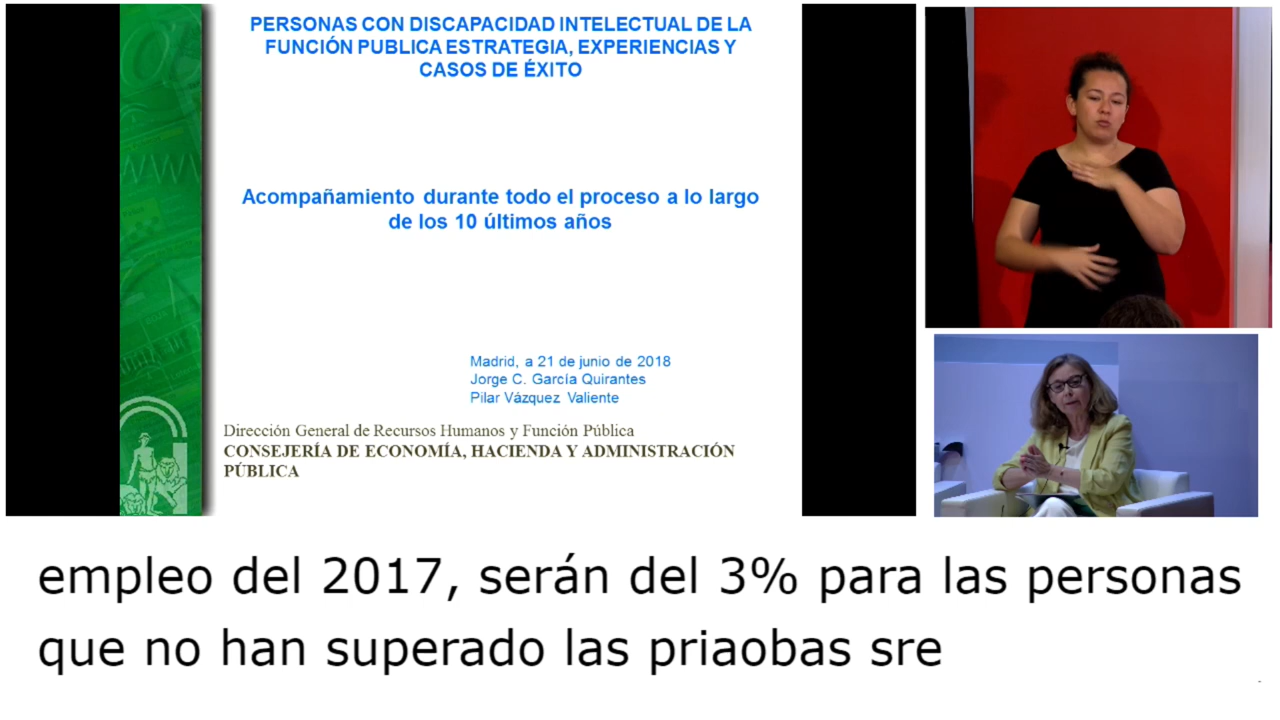 PERSONAS CON DISCAPACIDAD INTELECTUAL DE LA
FUNCIÓN PUBLICA ESTRATEGIA, EXPERIENCIAS Y
CASOS DE ÉXITO
Acompañamiento durante todo el proceso a lo largo
de los 10 últimos años
Madrid, a 21 de junio de 2018
Jorge C. García Quirantes
Pilar Vázquez Valiente
Dirección General de Recursos Humanos y Función Pública
CONSEJERÍA DE ECONOMÍA, HACIENDA Y ADMINISTRACIÓN
PÚBLICA
empleo del 2017, serán del 3% para las personas
que no han superado las priaobas sre